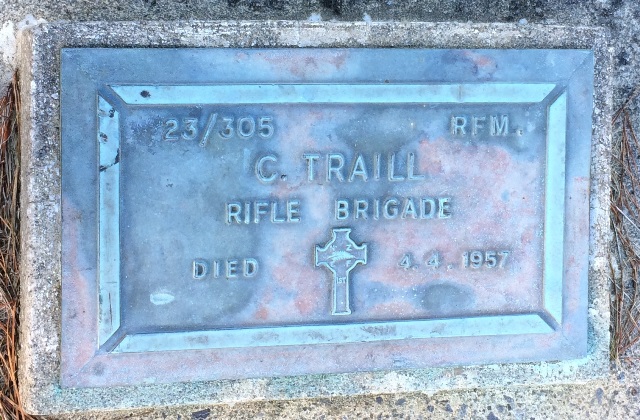 23/305 RFM.
C. TRAILL
RIFLE BRIGADE
DIED 4.4.1957